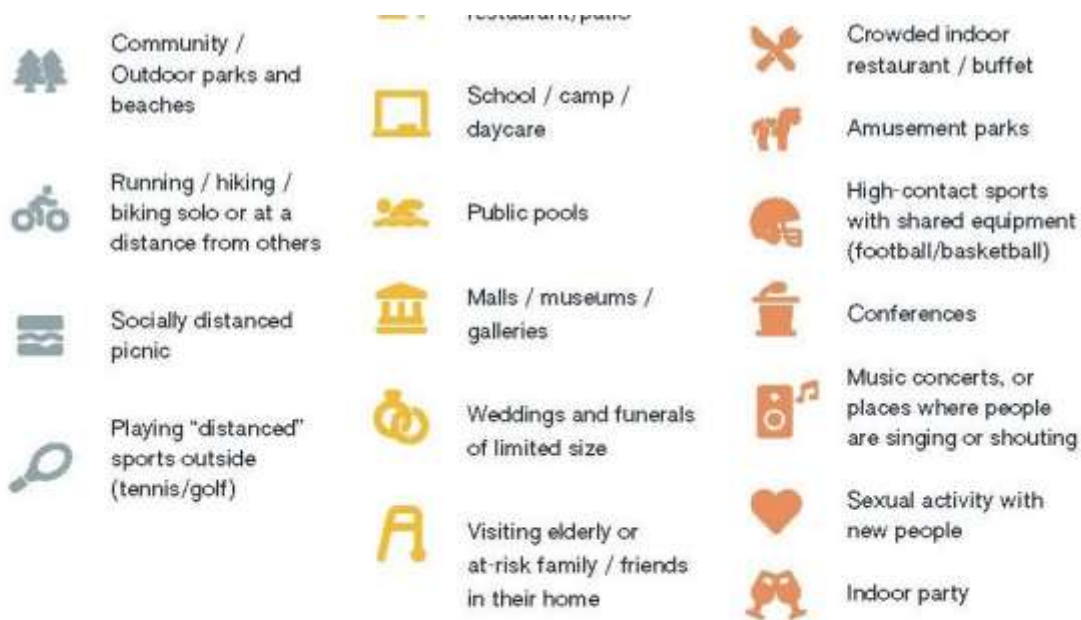 Community /
Outdoor parks and
beaches
Running / hiking /
biking solo or at a
distance from others
Socially distanced
picnic
Playing “distanced”
sports outside
(tennis/golf)
restaurant/patio
School / camp /
daycare
Public pools
Malls / museums /
galleries
Weddings and funerals
of limited size
Visiting elderly or
at-risk family / friends
in their home
Crowded indoor
restaurant / buffet
Amusement parks
High-contact sports
with shared equipment
(football/basketball)
Conferences
Music concerts, or
places where people
are singing or shouting
Sexual activity with
new people
Indoor party